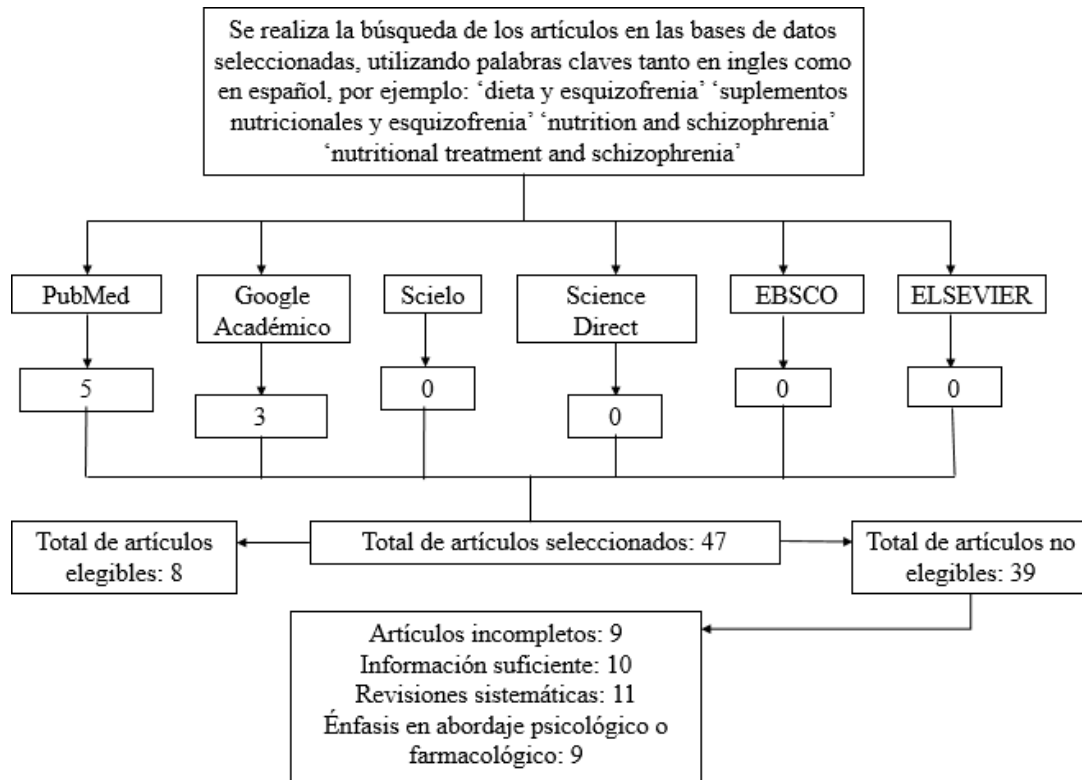 Se realiza la búsqueda de los artículos en las bases de datos
seleccionadas, utilizando palabras claves tanto en ingles como
en español, por ejemplo: ‘dieta y esquizofrenia’ ‘suplementos
nutricionales y esquizofrenia’ ‘nutrition and schizophrenia’
‘nutritional treatment and schizophrenia’
PubMed
Google
Académico
Scielo
Science
Direct
EBSCO
ELSEVIER
5
3
0
0
0
0
Total de artículos
elegibles: 8
Total de artículos seleccionados: 47
Total de artículos no
elegibles: 39
Artículos incompletos: 9
Información suficiente: 10
Revisiones sistemáticas: 11
Énfasis en abordaje psicológico o
farmacológico: 9